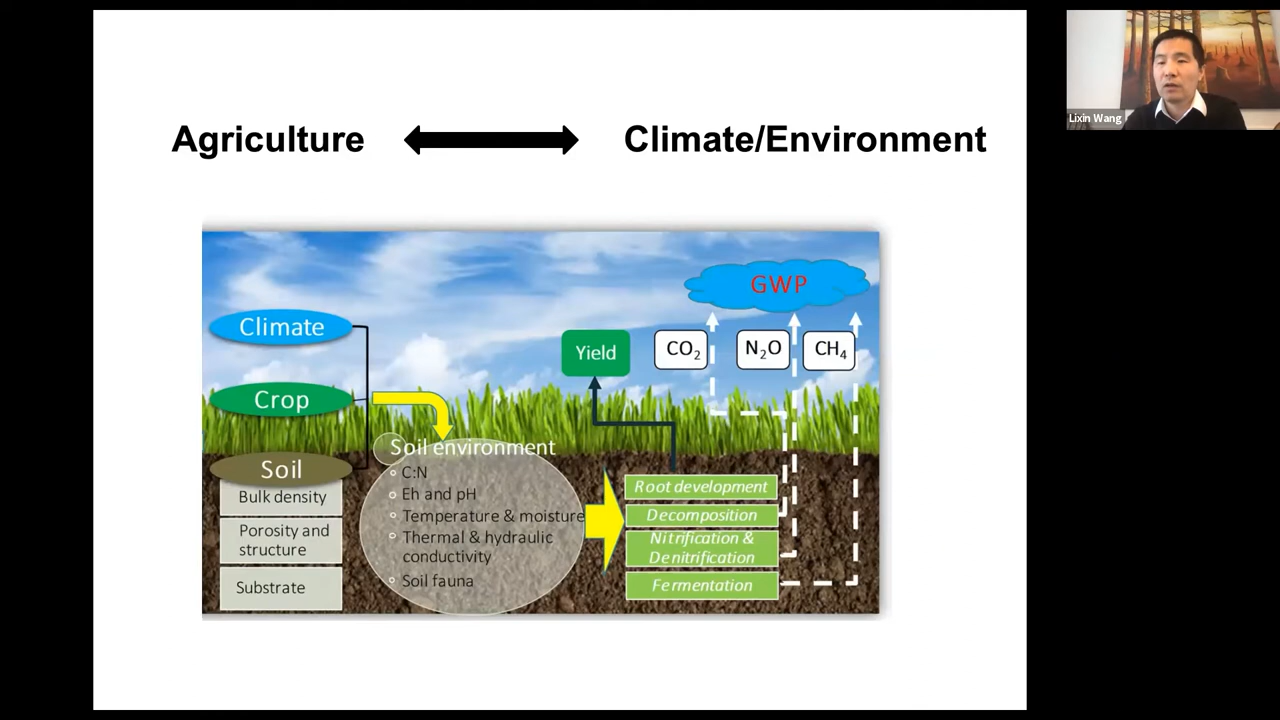 Agriculture
Climate/Environment
Lixin Wang
GWP
Climate
Crop
Soil
Bulk density
Porosity and
structure
Substrate
Soil environment
C:N
Eh and pH
Temperature & moisture
Thermal & hydraulic
conductivity
Soil fauna
Yield
CO₂
N₂O
CH₄
Root development
Decomposition
Nitrification &
Denitrification
Fermentation